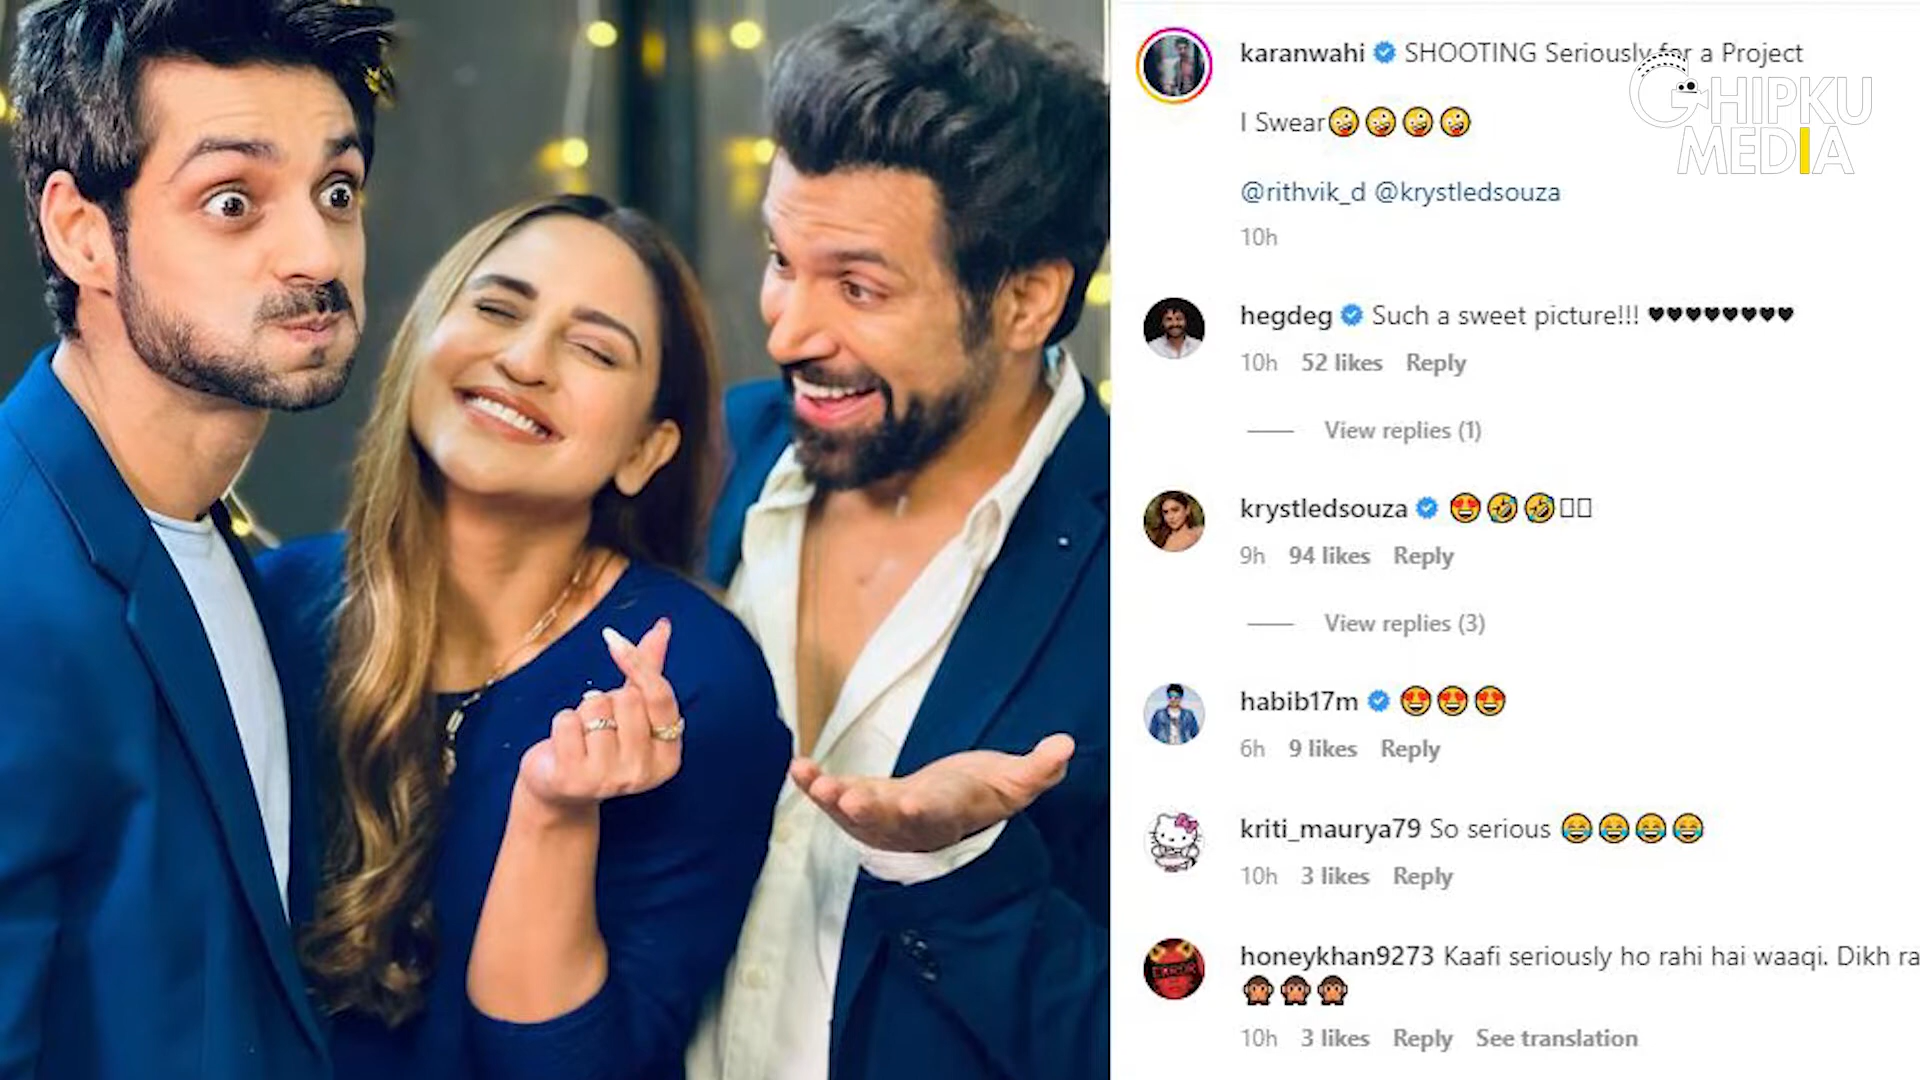 karanwahi SHOOTING Seriously for a Project
I Swear🤪🤪🤪🤪
@rithvik_d @krystledsouza
10h
GHIPKU
MEDIA
hegdeg Such a sweet picture!!! ♥♥♥♥♥♥♥♥
10h 52 likes Reply
View replies (1)
krystledsouza 😍🤣🤣▯▯
9h 94 likes Reply
View replies (3)
habib17m 😍😍😍
6h 9 likes Reply
kriti_maurya79 So serious 😂😂😂😂
10h 3 likes Reply
honeykhan9273 Kaafi seriously ho rahi hai waaqi. Dikh ra
🙊🙊🙊
10h 3 likes Reply See translation